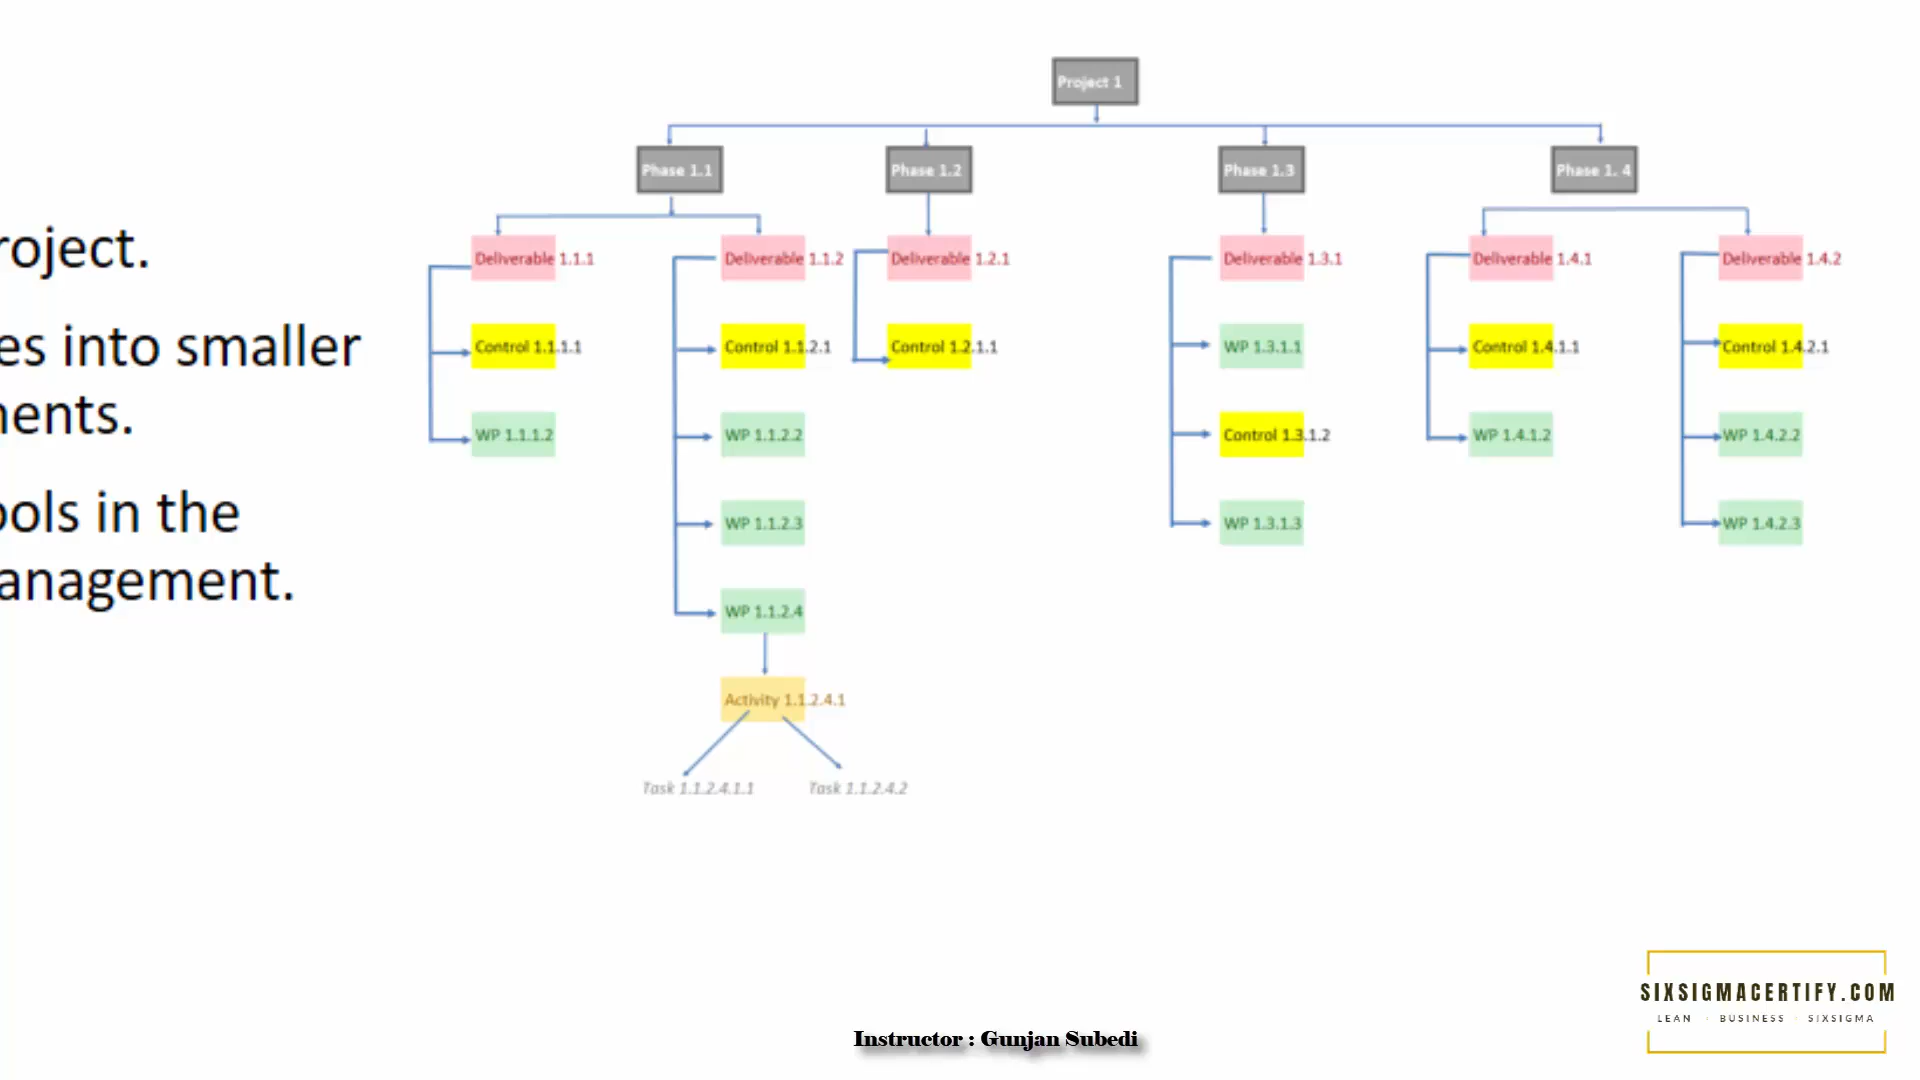 roject.
es into smaller
nents.
ools in the
anagement.
Project 1
Phase 1.1
Phase 1.2
Phase 1.3
Phase 1. 4
Deliverable 1.1.1
Deliverable 1.1.2
Deliverable 1.2.1
Deliverable 1.3.1
Deliverable 1.4.1
Deliverable 1.4.2
Control 1.1.1.1
Control 1.1.2.1
Control 1.2.1.1
WP 1.3.1.1
Control 1.4.1.1
Control 1.4.2.1
WP 1.1.1.2
WP 1.1.2.2
Control 1.3.1.2
WP 1.4.1.2
WP 1.4.2.2
WP 1.1.2.3
WP 1.3.1.3
WP 1.4.2.3
WP 1.1.2.4
Activity 1.1.2.4.1
Task 1.1.2.4.1.1
Task 1.1.2.4.2
Instructor : Gunjan Subedi
SIXSIGMACERTIFY.COM
LEAN · BUSINESS · SIXSIGMA